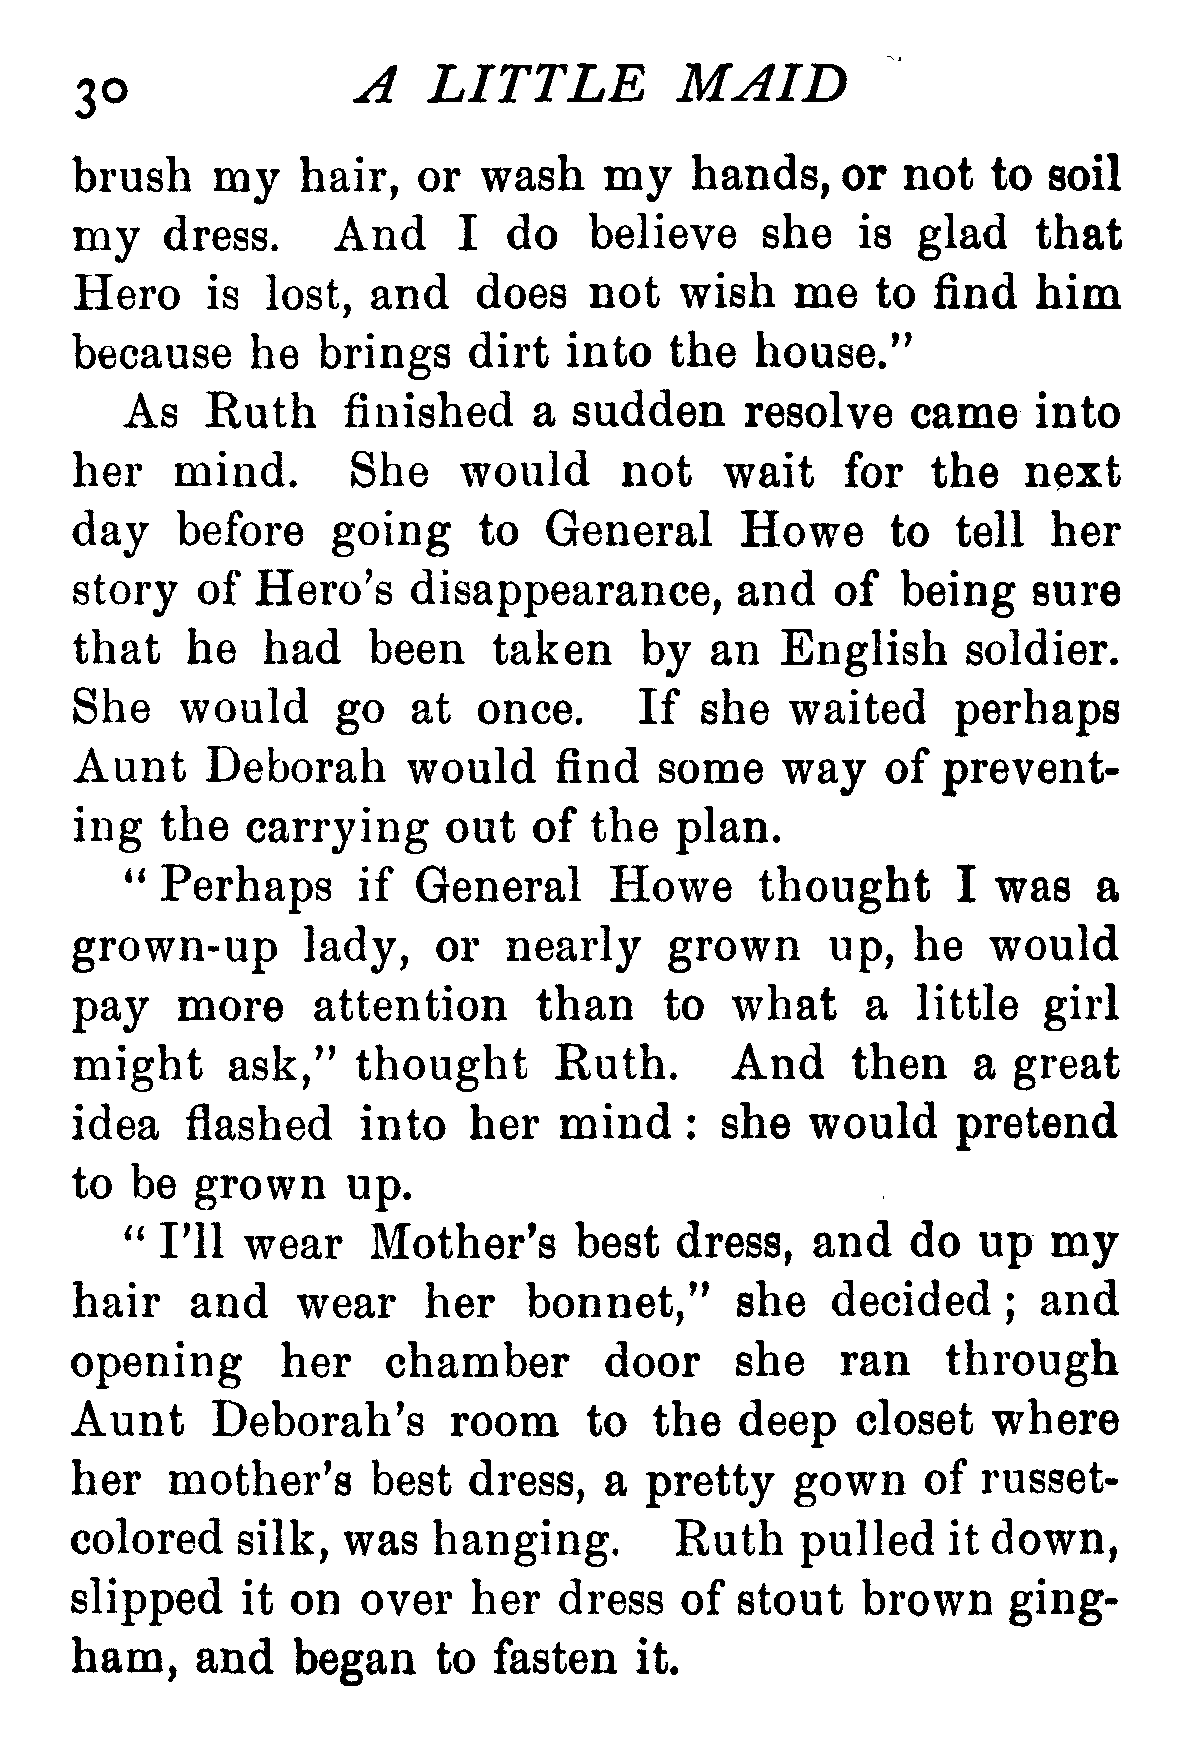 30 A LITTLE MAID
brush my hair, or wash my hands, or not to soil
my dress. And I do believe she is glad that
Hero is lost, and does not wish me to find him
because he brings dirt into the house."
As Ruth finished a sudden resolve came into
her mind. She would not wait for the next
day before going to General Howe to tell her
story of Hero's disappearance, and of being sure
that he had been taken by an English soldier.
She would go at once. If she waited perhaps
Aunt Deborah would find some way of prevent-
ing the carrying out of the plan.
"Perhaps if General Howe thought I was a
grown-up lady, or nearly grown up, he would
pay more attention than to what a little girl
might ask," thought Ruth. And then a great
idea flashed into her mind : she would pretend
to be grown up.
"I'll wear Mother's best dress, and do up my
hair and wear her bonnet," she decided ; and
opening her chamber door she ran through
Aunt Deborah's room to the deep closet where
her mother's best dress, a pretty gown of russet-
colored silk, was hanging. Ruth pulled it down,
slipped it on over her dress of stout brown ging-
ham, and began to fasten it.